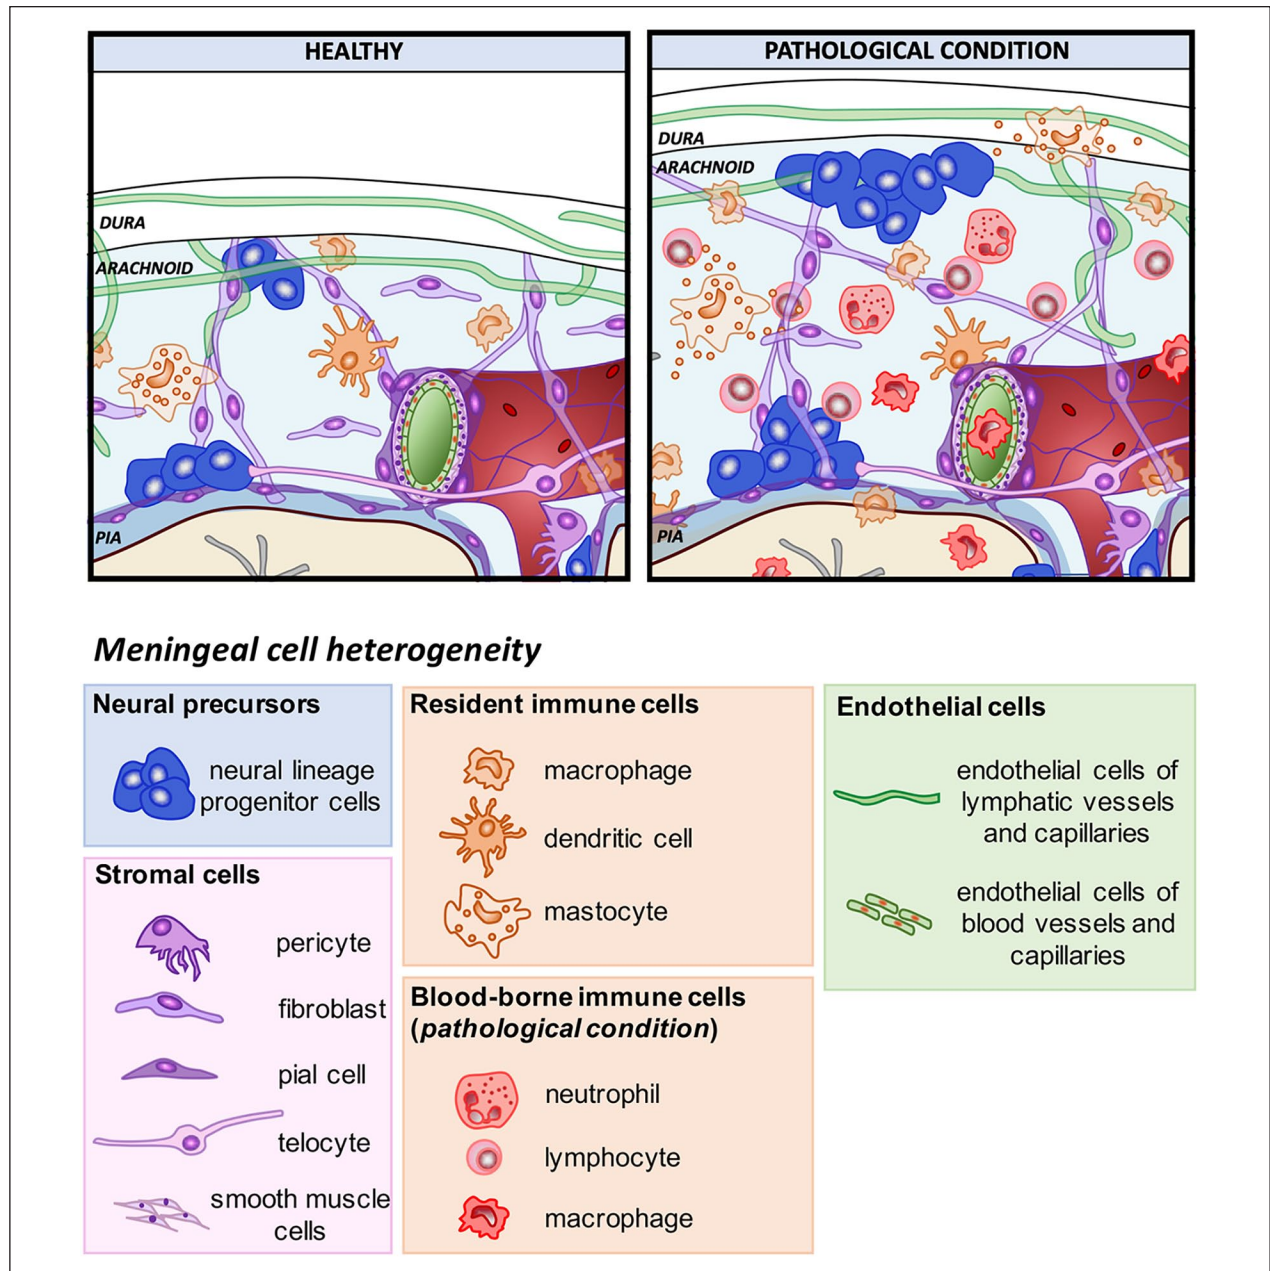 HEALTHY
DURA
ARACHNOID
PIA
PATHOLOGICAL CONDITION
DURA
ARACHNOID
PIA
Meningeal cell heterogeneity
Neural precursors
neural lineage
progenitor cells
Stromal cells
pericyte
fibroblast
pial cell
telocyte
smooth muscle
cells
Resident immune cells
macrophage
dendritic cell
mastocyte
Blood-borne immune cells
(pathological condition)
neutrophil
lymphocyte
macrophage
Endothelial cells
endothelial cells of
lymphatic vessels
and capillaries
endothelial cells of
blood vessels and
capillaries